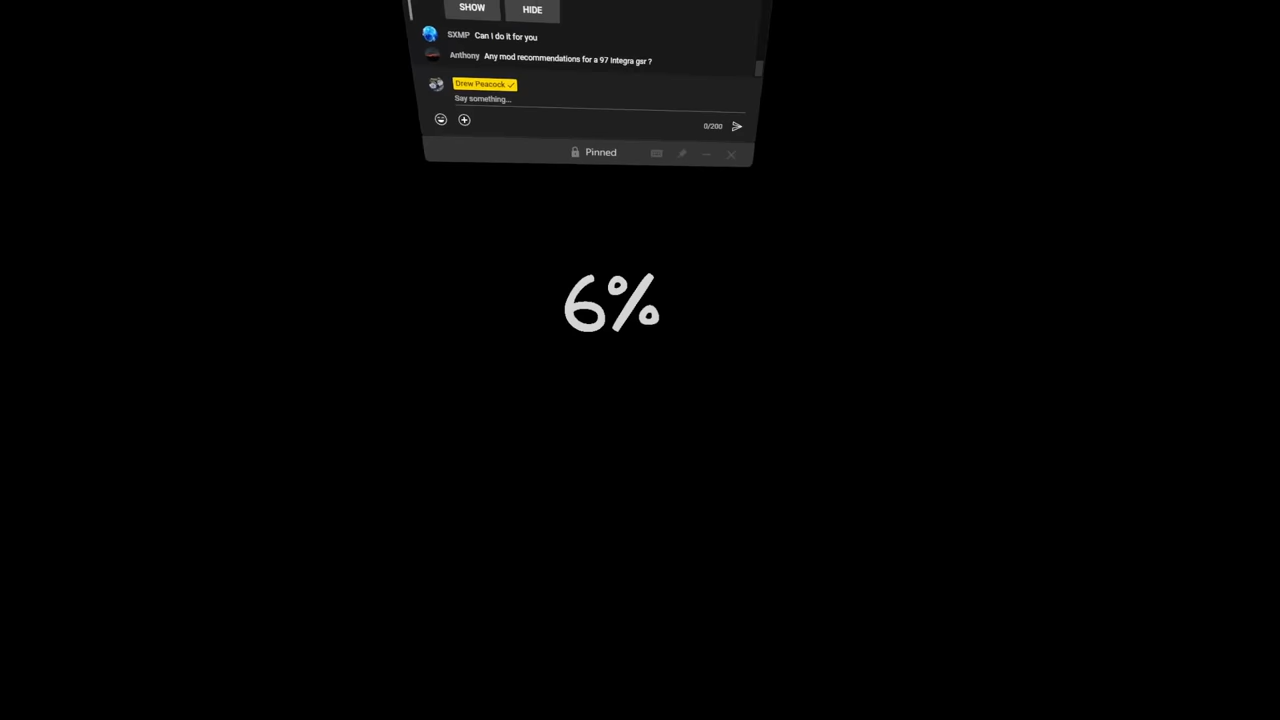 SHOW HIDE
SXMP Can I do it for you
Anthony Any mod recommendations for a 97 Integra gsr ?
Drew Peacock
Say something...
0/200
Pinned
6%